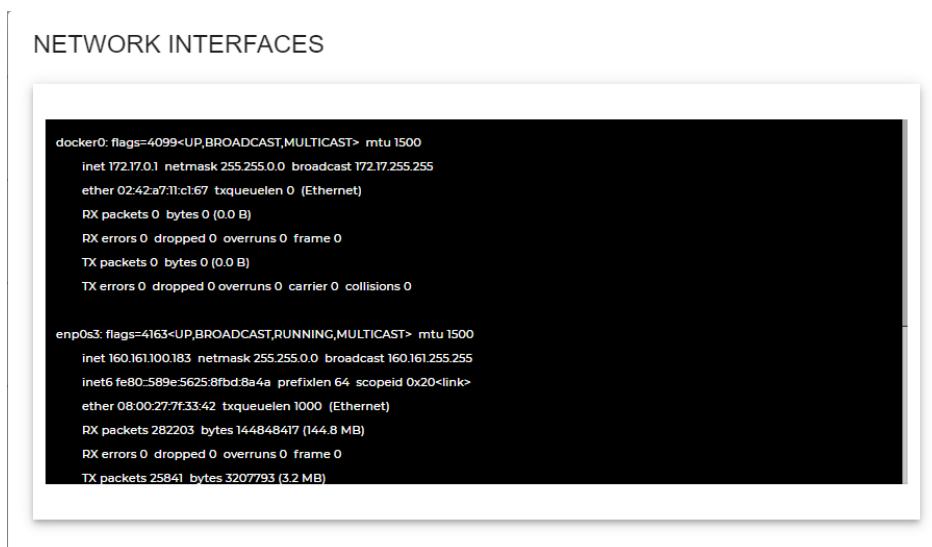 NETWORK INTERFACES
docker0: flags=4099<UP,BROADCAST,MULTICAST> mtu 1500
inet 172.17.0.1 netmask 255.255.0.0 broadcast 172.17.255.255
ether 02:42:a7:11:c1:67 txqueuelen 0 (Ethernet)
RX packets 0 bytes 0 (0.0 B)
RX errors 0 dropped 0 overruns 0 frame 0
TX packets 0 bytes 0 (0.0 B)
TX errors 0 dropped 0 overruns 0 carrier 0 collisions 0
enp0s3: flags=4163<UP,BROADCAST,RUNNING,MULTICAST> mtu 1500
inet 160.161.100.183 netmask 255.255.0.0 broadcast 160.161.255.255
inet6 fe80::589e:5625:8fbd:8a4a prefixlen 64 scopeid 0x20<link>
ether 08:00:27:7f:33:42 txqueuelen 1000 (Ethernet)
RX packets 282203 bytes 144848417 (144.8 MB)
RX errors 0 dropped 0 overruns 0 frame 0
TX packets 25841 bytes 3207793 (3.2 MB)